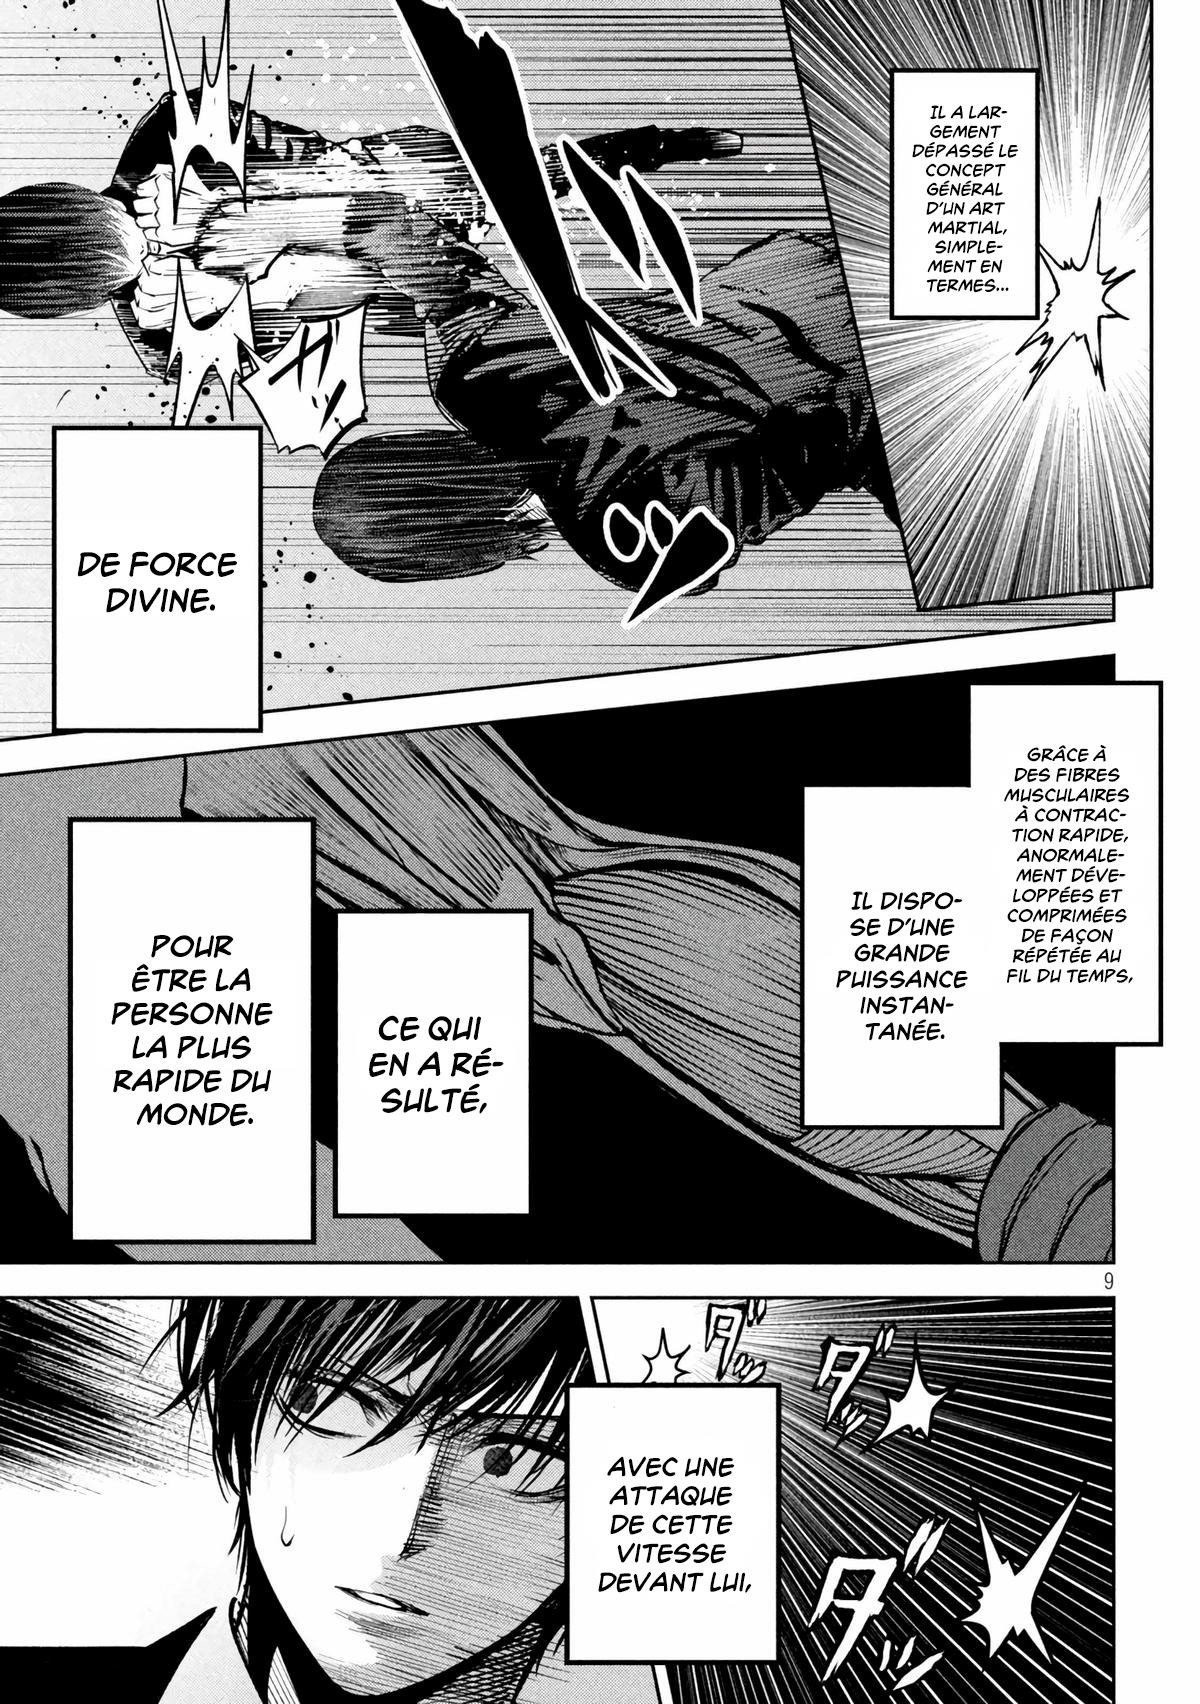 IL A LAR-
GEMENT
DÉPASSÉ LE
CONCEPT
GÉNÉRAL
D'UN ART
MARTIAL,
SIMPLE-
MENT EN
TERMES...
DE FORCE
DIVINE.
GRÂCE À
DES FIBRES
MUSCULAIRES
À CONTRAC-
TION RAPIDE,
ANORMALE-
MENT DÉVE-
LOPPÉES ET
COMPRIMÉES
DE FAÇON
RÉPÉTÉE AU
FIL DU TEMPS,
IL DISPO-
SE D'UNE
GRANDE
PUISSANCE
INSTAN-
TANÉE.
CE QUI
EN A RÉ-
SULTÉ,
POUR
ÊTRE LA
PERSONNE
LA PLUS
RAPIDE DU
MONDE.
9
ダ
ダ
ダ
AVEC UNE
ATTAQUE
DE CETTE
VITESSE
DEVANT LUI,